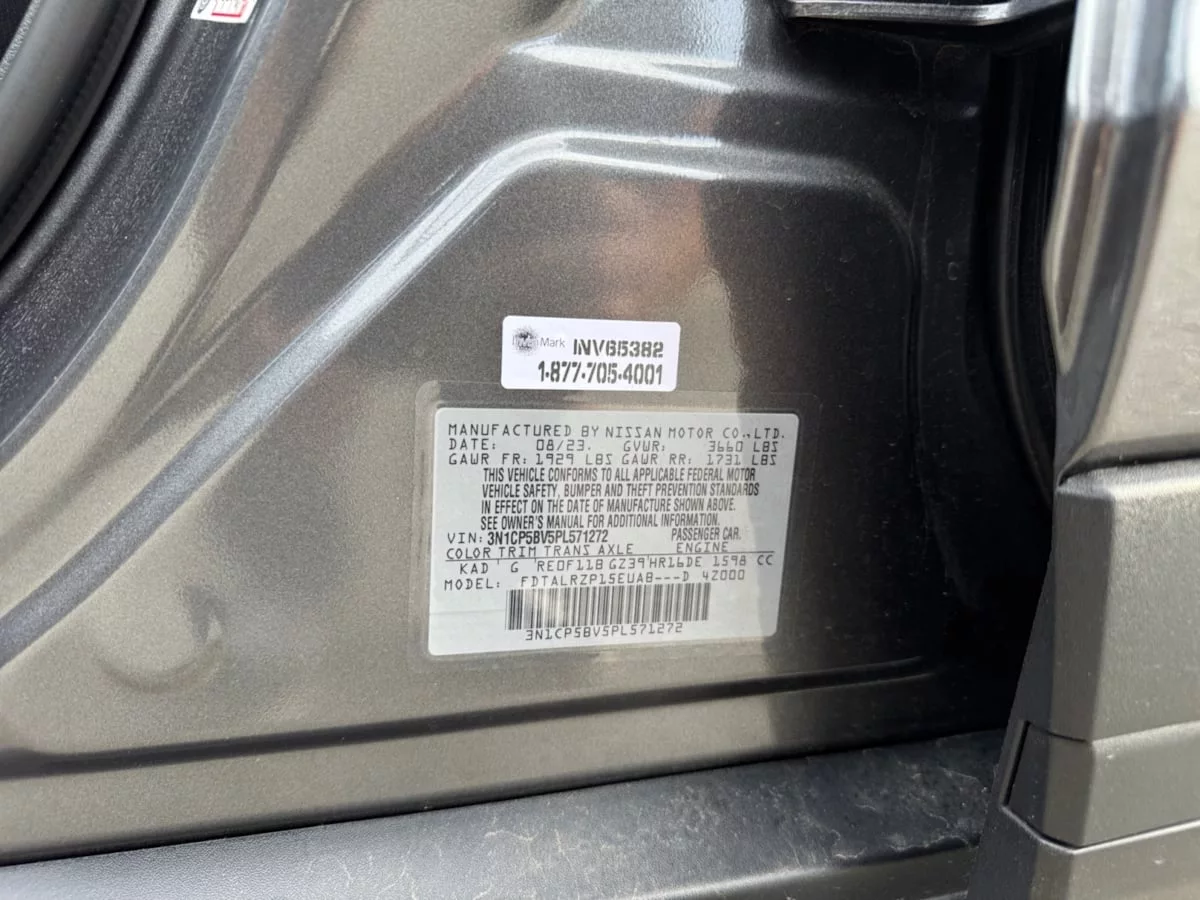 Mark INV65382
1-877-705-4001
MANUFACTURED BY NISSAN MOTOR CO.,LTD.
DATE: 08/23. GVWR: 3660 LBS
GAWR FR: 1929 LBS GAWR RR: 1731 LBS
THIS VEHICLE CONFORMS TO ALL APPLICABLE FEDERAL MOTOR
VEHICLE SAFETY, BUMPER AND THEFT PREVENTION STANDARDS
IN EFFECT ON THE DATE OF MANUFACTURE SHOWN ABOVE.
SEE OWNER'S MANUAL FOR ADDITIONAL INFORMATION.
VIN: 3N1CP5BV5PL571272 PASSENGER CAR.
COLOR TRIM TRANS AXLE ENGINE
KAD G RE0F11B GZ39 HR16DE 1598 CC
MODEL: FDTALRZP15EUAB---D 4Z000
3N1CP5BV5PL571272